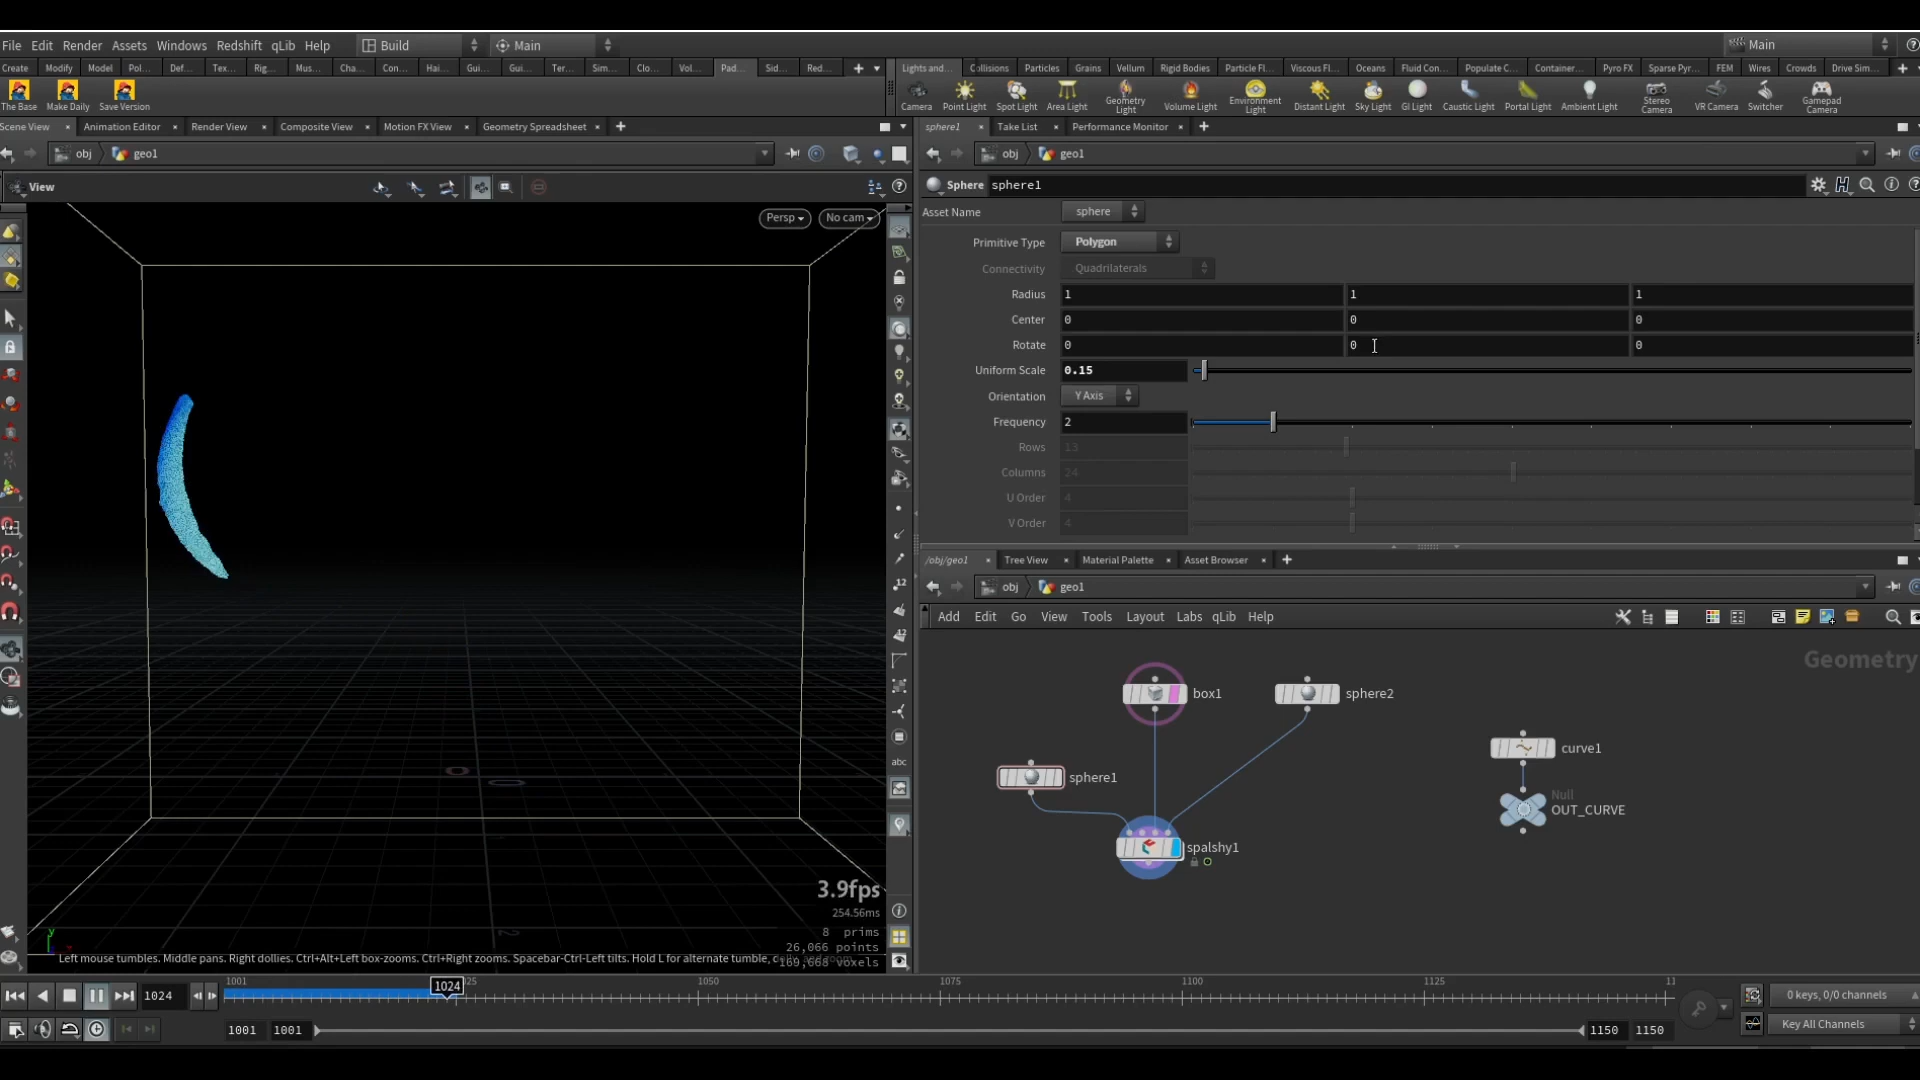 File Edit Render Assets Windows Redshift qLib Help Build Main Main
Create Modify Model Pol... Def... Tex... Rig... Mus... Cha... Con... Hai... Gui... Gui... Ter... Sim... Clo... Vol... Pad... Sid... Red...
Lights and... Collisions Particles Grains Vellum Rigid Bodies Particle Fl... Viscous Fl... Oceans Fluid Con... Populate C... Container... Pyro FX Sparse Pyr... FEM Wires Crowds Drive Sim...
The Base Make Daily Save Version
Camera Point Light Spot Light Area Light Geometry Light Volume Light Environment Light Distant Light Sky Light GI Light Caustic Light Portal Light Ambient Light Stereo Camera VR Camera Switcher Gamepad Camera
Scene View Animation Editor Render View Composite View Motion FX View Geometry Spreadsheet
sphere1 Take List Performance Monitor
obj geo1
obj geo1
View
Persp No cam
Sphere sphere1
Asset Name sphere
Primitive Type Polygon
Connectivity Quadrilaterals
Radius 1 1 1
Center 0 0 0
Rotate 0 0 0
Uniform Scale 0.15
Orientation Y Axis
Frequency 2
Rows 13
Columns 24
U Order 4
V Order 4
/obj/geo1 Tree View Material Palette Asset Browser
obj geo1
Add Edit Go View Tools Layout Labs qLib Help
Geometry
box1
sphere2
curve1
sphere1
Null
OUT_CURVE
spalshy1
abc
3.9fps
254.56ms
8 prims
26,066 points
169,668 voxels
y
Left mouse tumbles. Middle pans. Right dollies. Ctrl+Alt+Left box-zooms. Ctrl+Right zooms. Spacebar-Ctrl-Left tilts. Hold L for alternate tumble,
1024 1001 1024 1050 1075 1100 1125
0 keys, 0/0 channels
1001 1001 1150 1150
Key All Channels